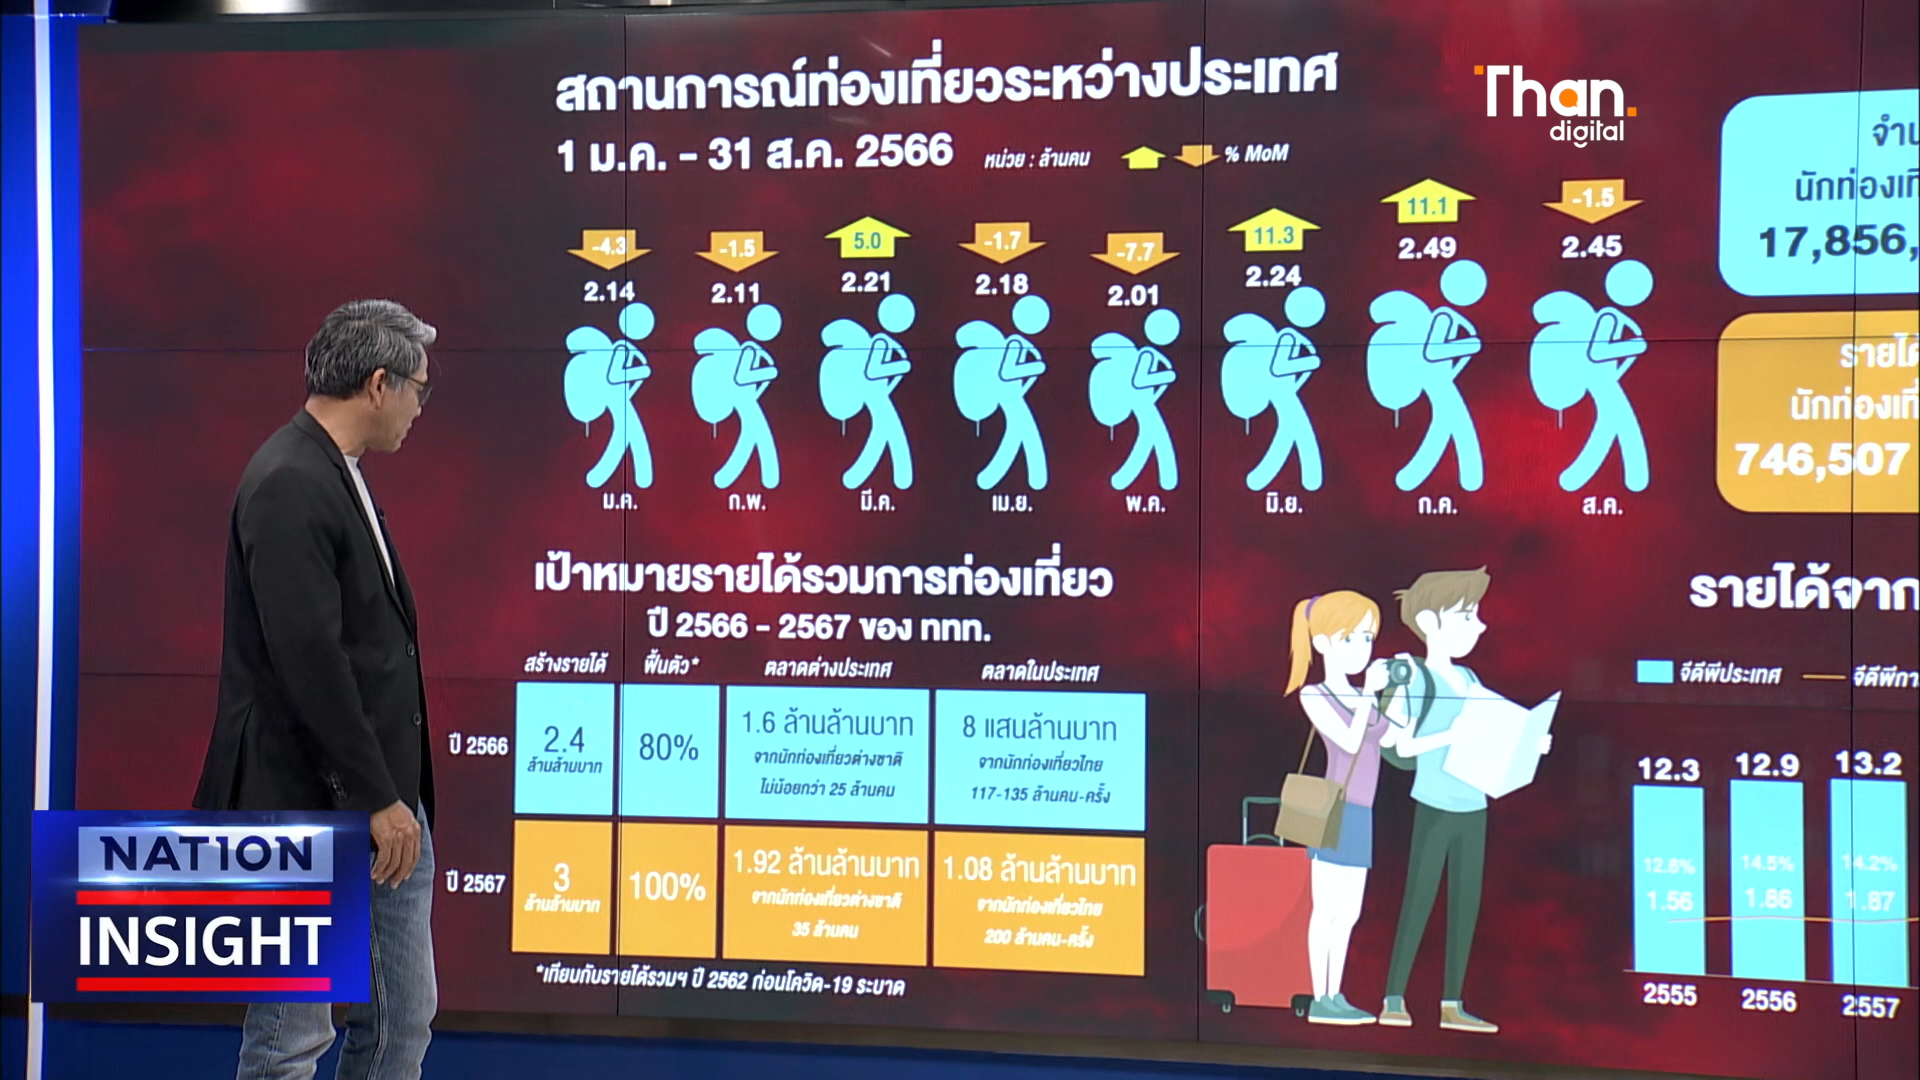 สถานการณ์ท่องเที่ยวระหว่างประเทศ
1 ม.ค. - 31 ส.ค. 2566 หน่วย : ล้านคน % MoM
Than.
digital
-4.3 -1.5 5.0 -1.7 -7.7 11.3 11.1 -1.5
2.14 2.11 2.21 2.18 2.01 2.24 2.49 2.45
ม.ค. ก.พ. มี.ค. เม.ย. พ.ค. มิ.ย. ก.ค. ส.ค.
17,856,
746,507
เป้าหมายรายได้รวมการท่องเที่ยว
ปี 2566 - 2567 ของ ททท.
สร้างรายได้ ฟื้นตัว* ตลาดต่างประเทศ ตลาดในประเทศ
ปี 2566
2.4
ล้านล้านบาท
80%
1.6 ล้านล้านบาท
จากนักท่องเที่ยวต่างชาติ
ไม่น้อยกว่า 25 ล้านคน
8 แสนล้านบาท
จากนักท่องเที่ยวไทย
117-135 ล้านคน-ครั้ง
ปี 2567
3
ล้านล้านบาท
100%
1.92 ล้านล้านบาท
จากนักท่องเที่ยวต่างชาติ
35 ล้านคน
1.08 ล้านล้านบาท
จากนักท่องเที่ยวไทย
200 ล้านคน-ครั้ง
*เทียบกับรายได้รวมฯ ปี 2562 ก่อนโควิด-19 ระบาด
รายได้จาก
จีดีพีประเทศ
12.3 12.9 13.2
12.8% 14.5% 14.2%
1.56 1.86 1.87
2555 2556 2557
NATION
INSIGHT